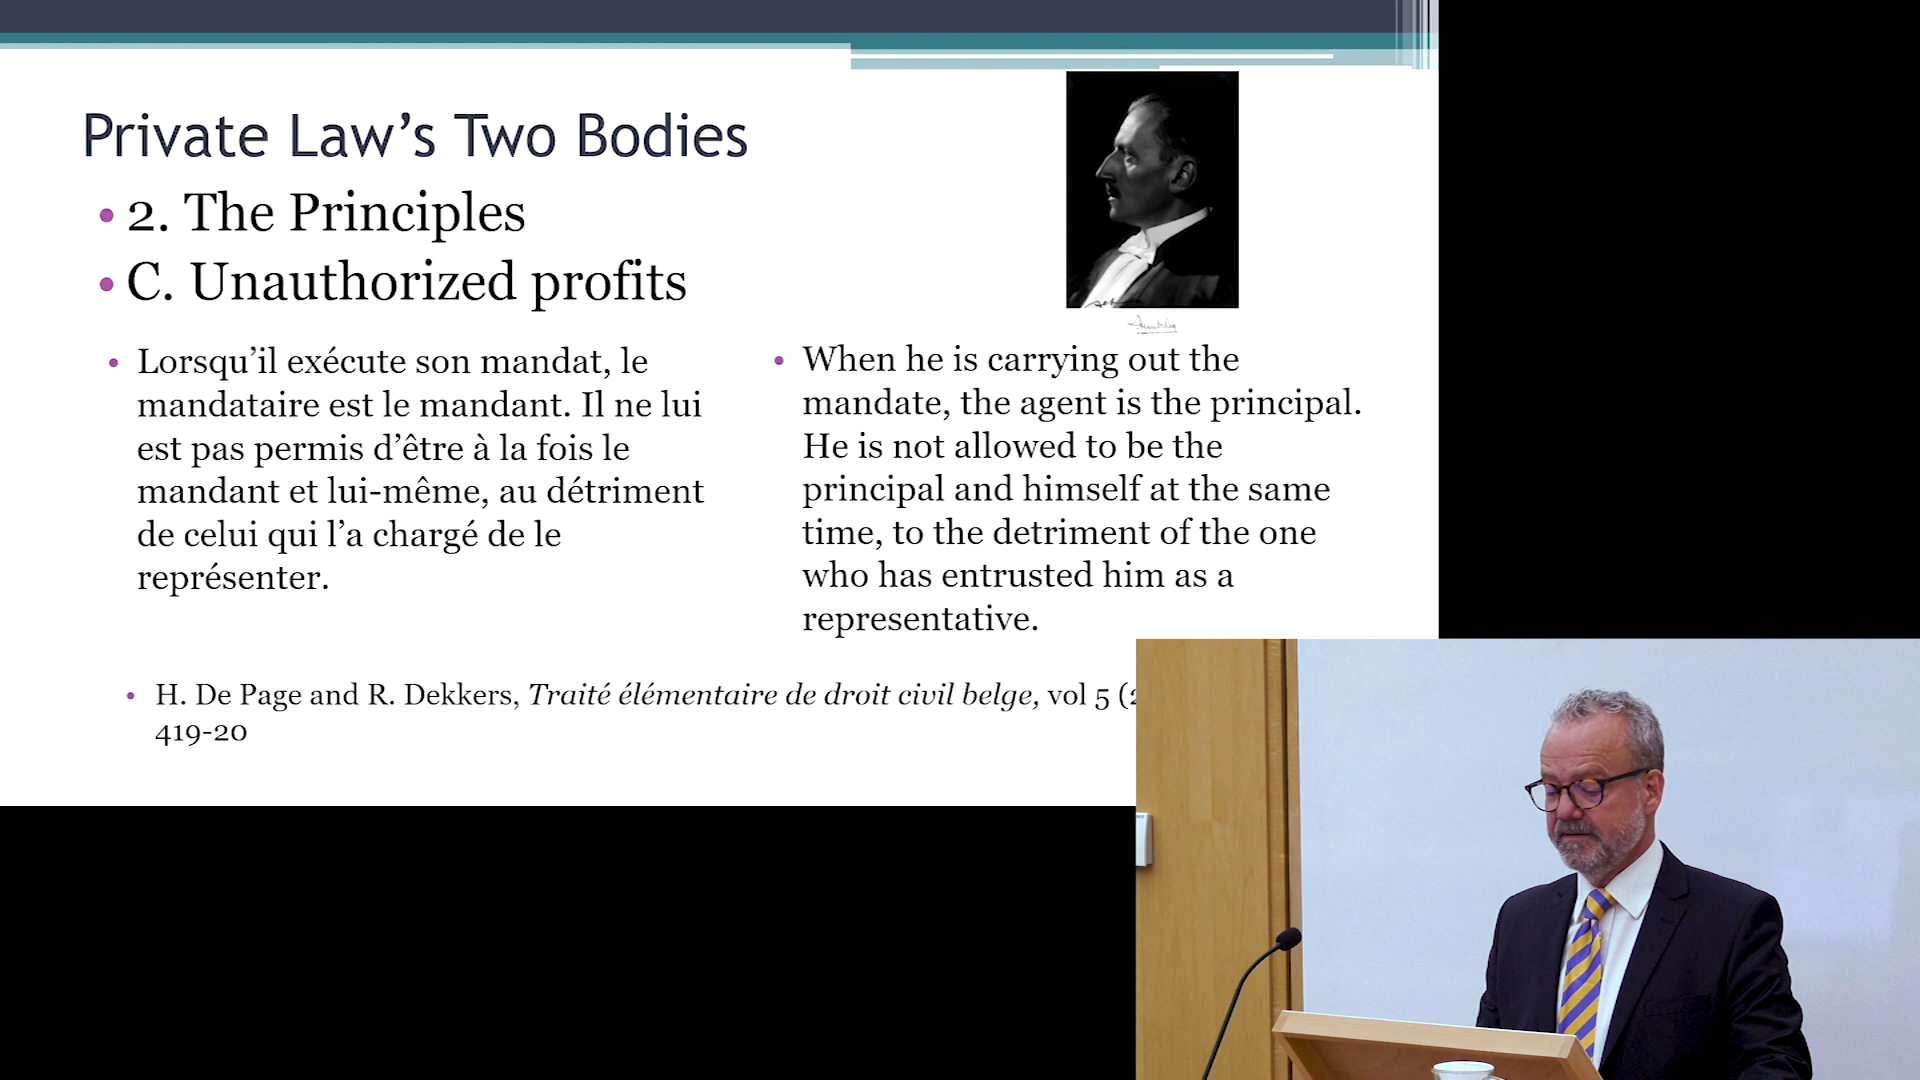 Private Law’s Two Bodies
• 2. The Principles
• C. Unauthorized profits
• Lorsqu’il exécute son mandat, le
mandataire est le mandant. Il ne lui
est pas permis d’être à la fois le
mandant et lui-même, au détriment
de celui qui l’a chargé de le
représenter.
• When he is carrying out the
mandate, the agent is the principal.
He is not allowed to be the
principal and himself at the same
time, to the detriment of the one
who has entrusted him as a
representative.
• H. De Page and R. Dekkers, Traité élémentaire de droit civil belge, vol 5 (
419-20